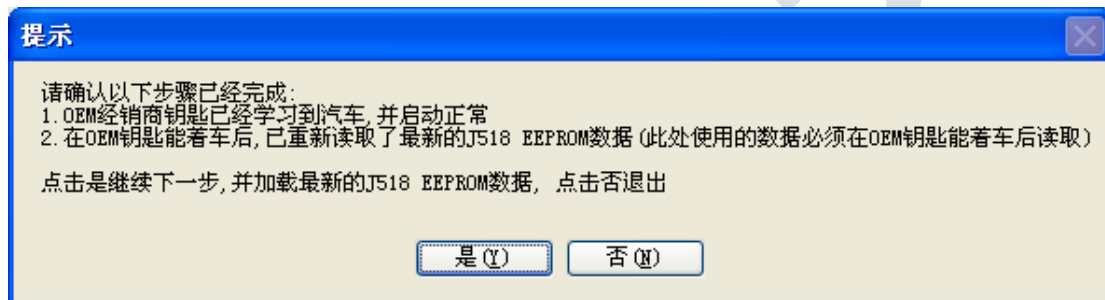 提示
请确认以下步骤已经完成:
1.OEM经销商钥匙已经学习到汽车,并启动正常
2.在OEM钥匙能着车后,已重新读取了最新的J518 EEPROM数据(此处使用的数据必须在OEM钥匙能着车后读取)
点击是继续下一步,并加载最新的J518 EEPROM数据, 点击否退出
是(Y) 否(N)